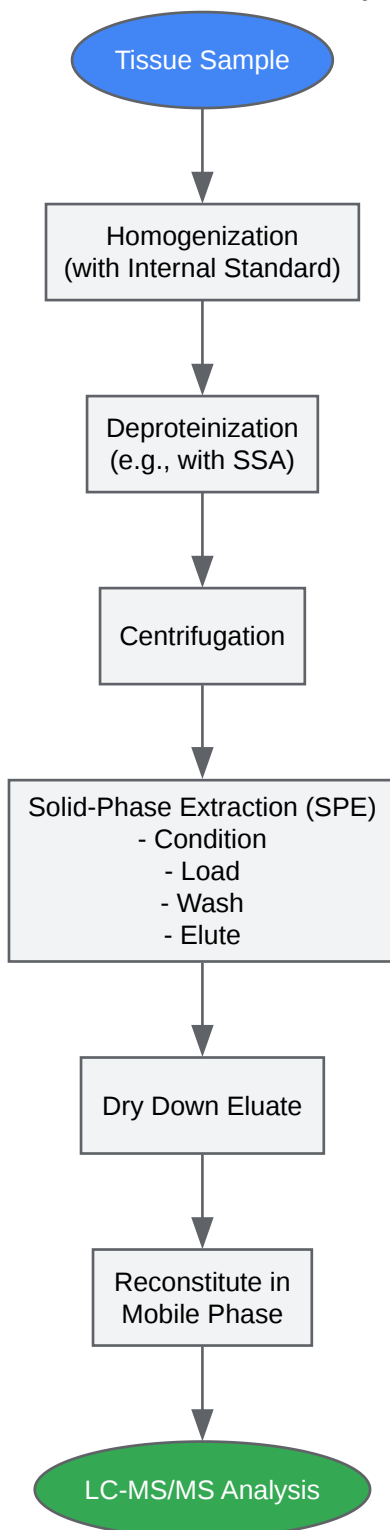 Tissue Sample
Homogenization
(with Internal Standard)
Deproteinization
(e.g., with SSA)
Centrifugation
Solid-Phase Extraction (SPE)
- Condition
- Load
- Wash
- Elute
Dry Down Eluate
Reconstitute in
Mobile Phase
LC-MS/MS Analysis